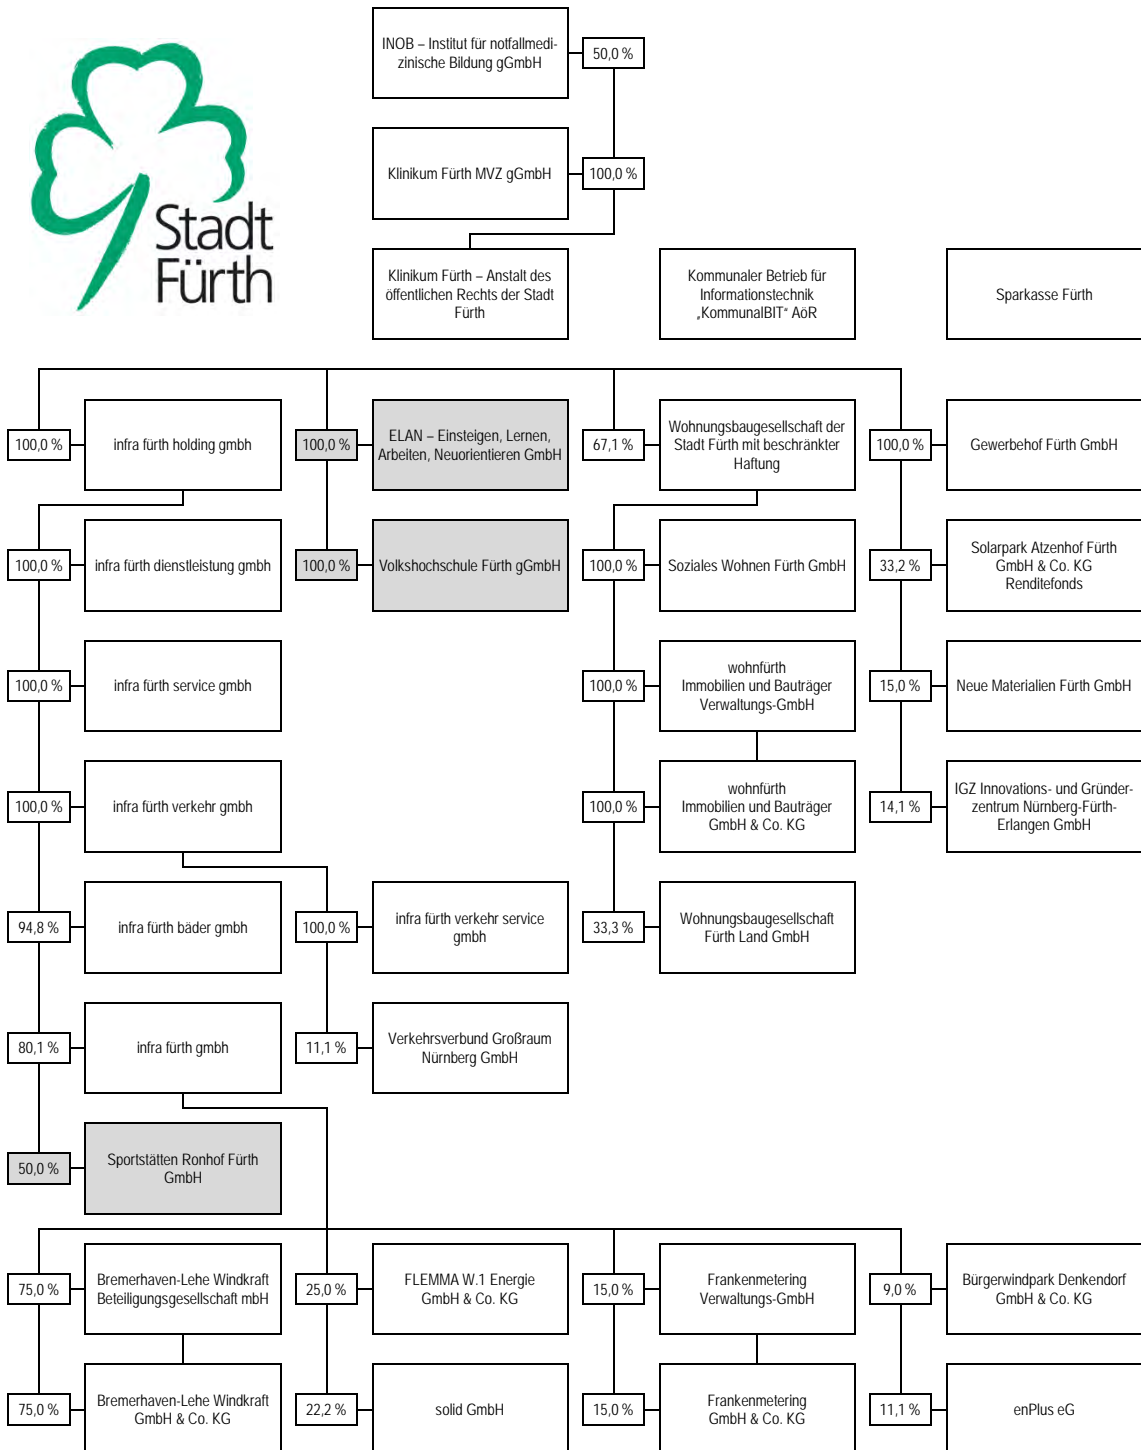 INOB – Institut für notfallmedi-
zinische Bildung gGmbH
50,0 %
Klinikum Fürth MVZ gGmbH
100,0 %
Stadt
Fürth
Klinikum Fürth – Anstalt des
öffentlichen Rechts der Stadt
Fürth
Kommunaler Betrieb für
Informationstechnik
„KommunalBIT“ AöR
Sparkasse Fürth
100,0 %
infra fürth holding gmbh
100,0 %
ELAN – Einsteigen, Lernen,
Arbeiten, Neuorientieren GmbH
67,1 %
Wohnungsbaugesellschaft der
Stadt Fürth mit beschränkter
Haftung
100,0 %
Gewerbehof Fürth GmbH
100,0 %
infra fürth dienstleistung gmbh
100,0 %
Volkshochschule Fürth gGmbH
100,0 %
Soziales Wohnen Fürth GmbH
33,2 %
Solarpark Atzenhof Fürth
GmbH & Co. KG
Renditefonds
100,0 %
infra fürth service gmbh
100,0 %
wohnfürth
Immobilien und Bauträger
Verwaltungs-GmbH
15,0 %
Neue Materialien Fürth GmbH
100,0 %
infra fürth verkehr gmbh
100,0 %
wohnfürth
Immobilien und Bauträger
GmbH & Co. KG
14,1 %
IGZ Innovations- und Gründer-
zentrum Nürnberg-Fürth-
Erlangen GmbH
94,8 %
infra fürth bäder gmbh
100,0 %
infra fürth verkehr service
gmbh
33,3 %
Wohnungsbaugesellschaft
Fürth Land GmbH
80,1 %
infra fürth gmbh
11,1 %
Verkehrsverbund Großraum
Nürnberg GmbH
50,0 %
Sportstätten Ronhof Fürth
GmbH
75,0 %
Bremerhaven-Lehe Windkraft
Beteiligungsgesellschaft mbH
25,0 %
FLEMMA W.1 Energie
GmbH & Co. KG
15,0 %
Frankenmetering
Verwaltungs-GmbH
9,0 %
Bürgerwindpark Denkendorf
GmbH & Co. KG
75,0 %
Bremerhaven-Lehe Windkraft
GmbH & Co. KG
22,2 %
solid GmbH
15,0 %
Frankenmetering
GmbH & Co. KG
11,1 %
enPlus eG